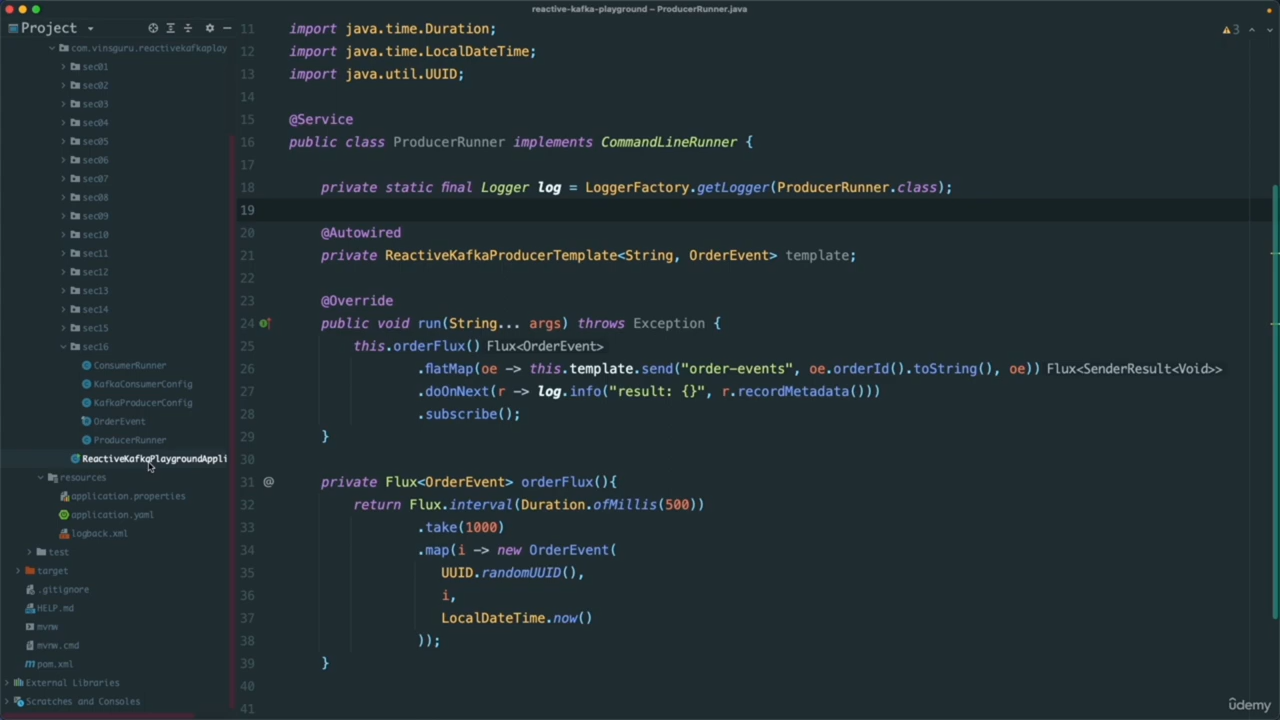 reactive-kafka-playground – ProducerRunner.java
Project
com.vinsguru.reactivekafkaplay
sec01
sec02
sec03
sec04
sec05
sec06
sec07
sec08
sec09
sec10
sec11
sec12
sec13
sec14
sec15
sec16
ConsumerRunner
KafkaConsumerConfig
KafkaProducerConfig
OrderEvent
ProducerRunner
ReactiveKafkaPlaygroundAppli
resources
application.properties
application.yaml
logback.xml
test
target
.gitignore
HELP.md
mvnw
mvnw.cmd
pom.xml
External Libraries
Scratches and Consoles
3
11 import java.time.Duration;
12 import java.time.LocalDateTime;
13 import java.util.UUID;
14
15 @Service
16 public class ProducerRunner implements CommandLineRunner {
17
18 private static final Logger log = LoggerFactory.getLogger(ProducerRunner.class);
19
20 @Autowired
21 private ReactiveKafkaProducerTemplate<String, OrderEvent> template;
22
23 @Override
24 public void run(String... args) throws Exception {
25 this.orderFlux() Flux<OrderEvent>
26 .flatMap(oe -> this.template.send("order-events", oe.orderId().toString(), oe)) Flux<SenderResult<Void>>
27 .doOnNext(r -> log.info("result: {}", r.recordMetadata()))
28 .subscribe();
29 }
30
31 @ private Flux<OrderEvent> orderFlux(){
32 return Flux.interval(Duration.ofMillis(500))
33 .take(1000)
34 .map(i -> new OrderEvent(
35 UUID.randomUUID(),
36 i,
37 LocalDateTime.now()
38 ));
39 }
40
41
udemy